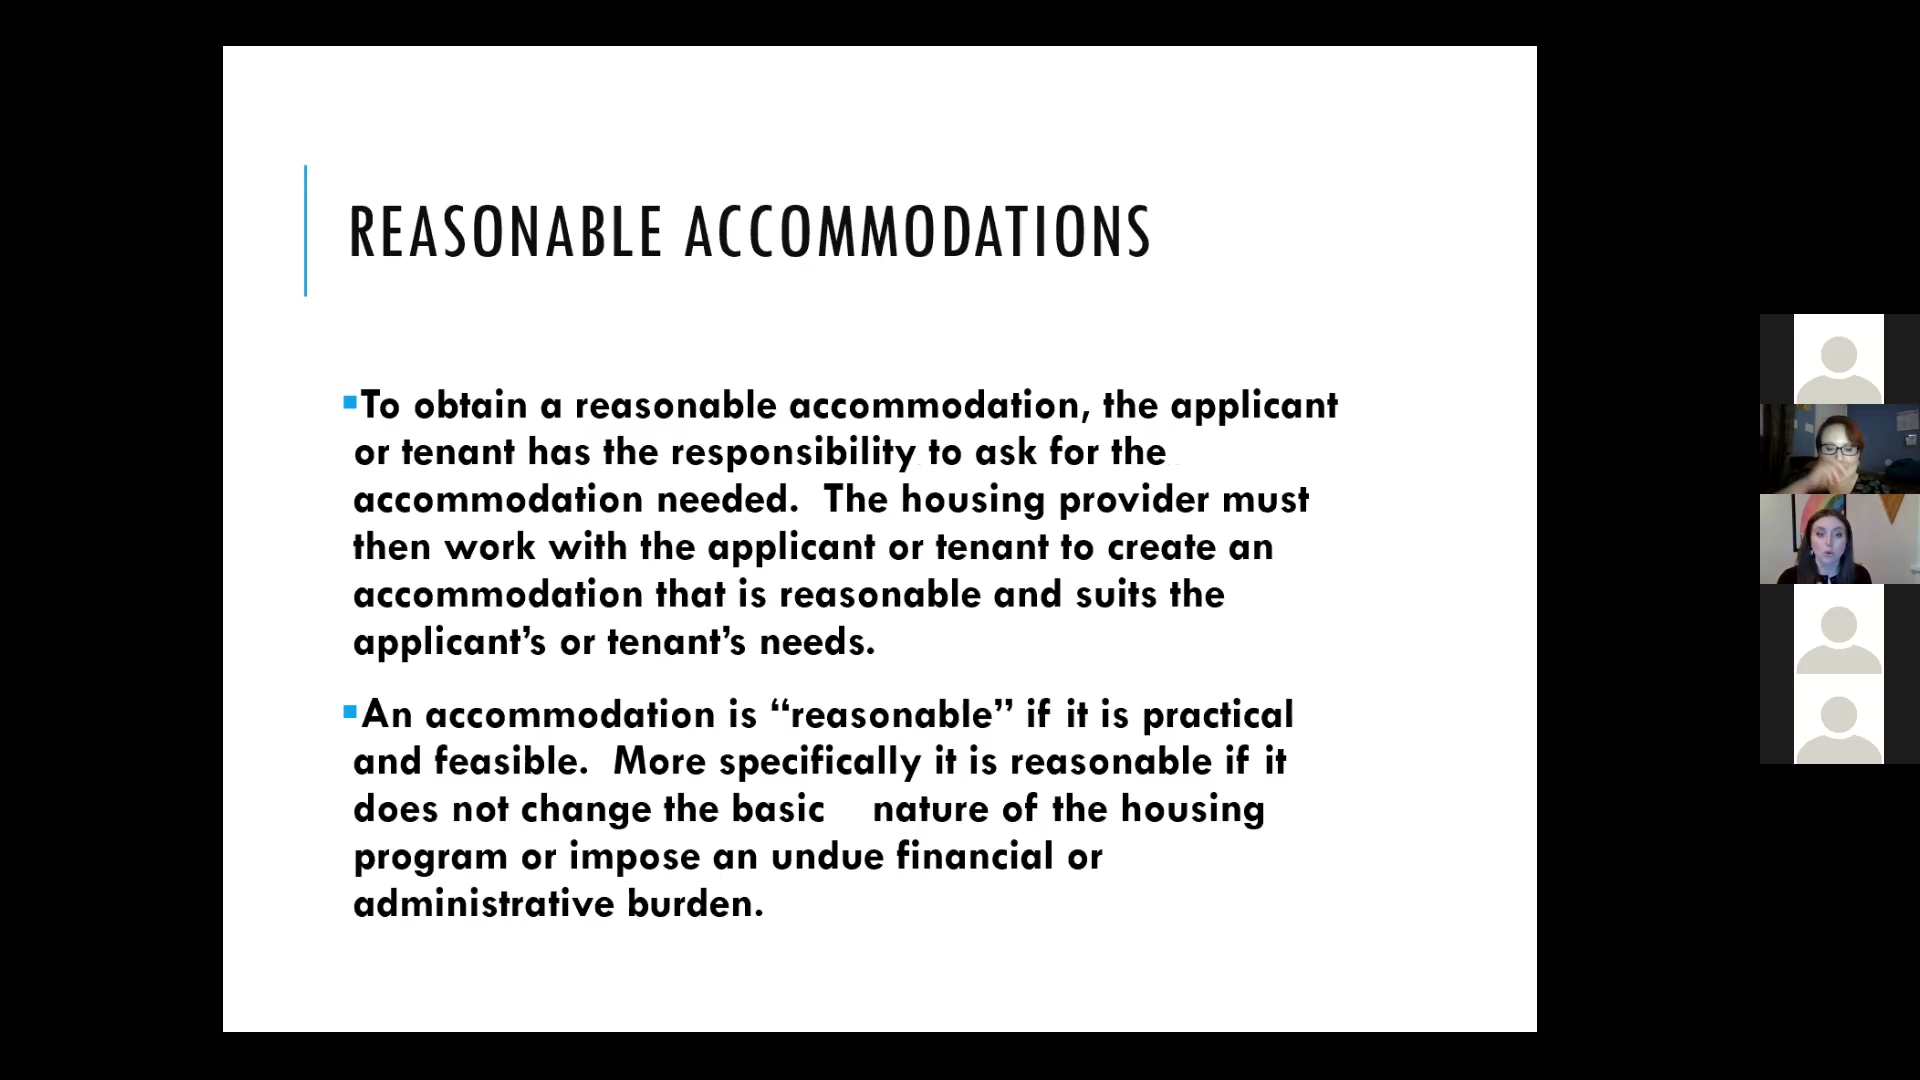 REASONABLE ACCOMMODATIONS
▪To obtain a reasonable accommodation, the applicant
or tenant has the responsibility to ask for the
accommodation needed.  The housing provider must
then work with the applicant or tenant to create an
accommodation that is reasonable and suits the
applicant’s or tenant’s needs.
▪An accommodation is “reasonable” if it is practical
and feasible.  More specifically it is reasonable if it
does not change the basic    nature of the housing
program or impose an undue financial or
administrative burden.